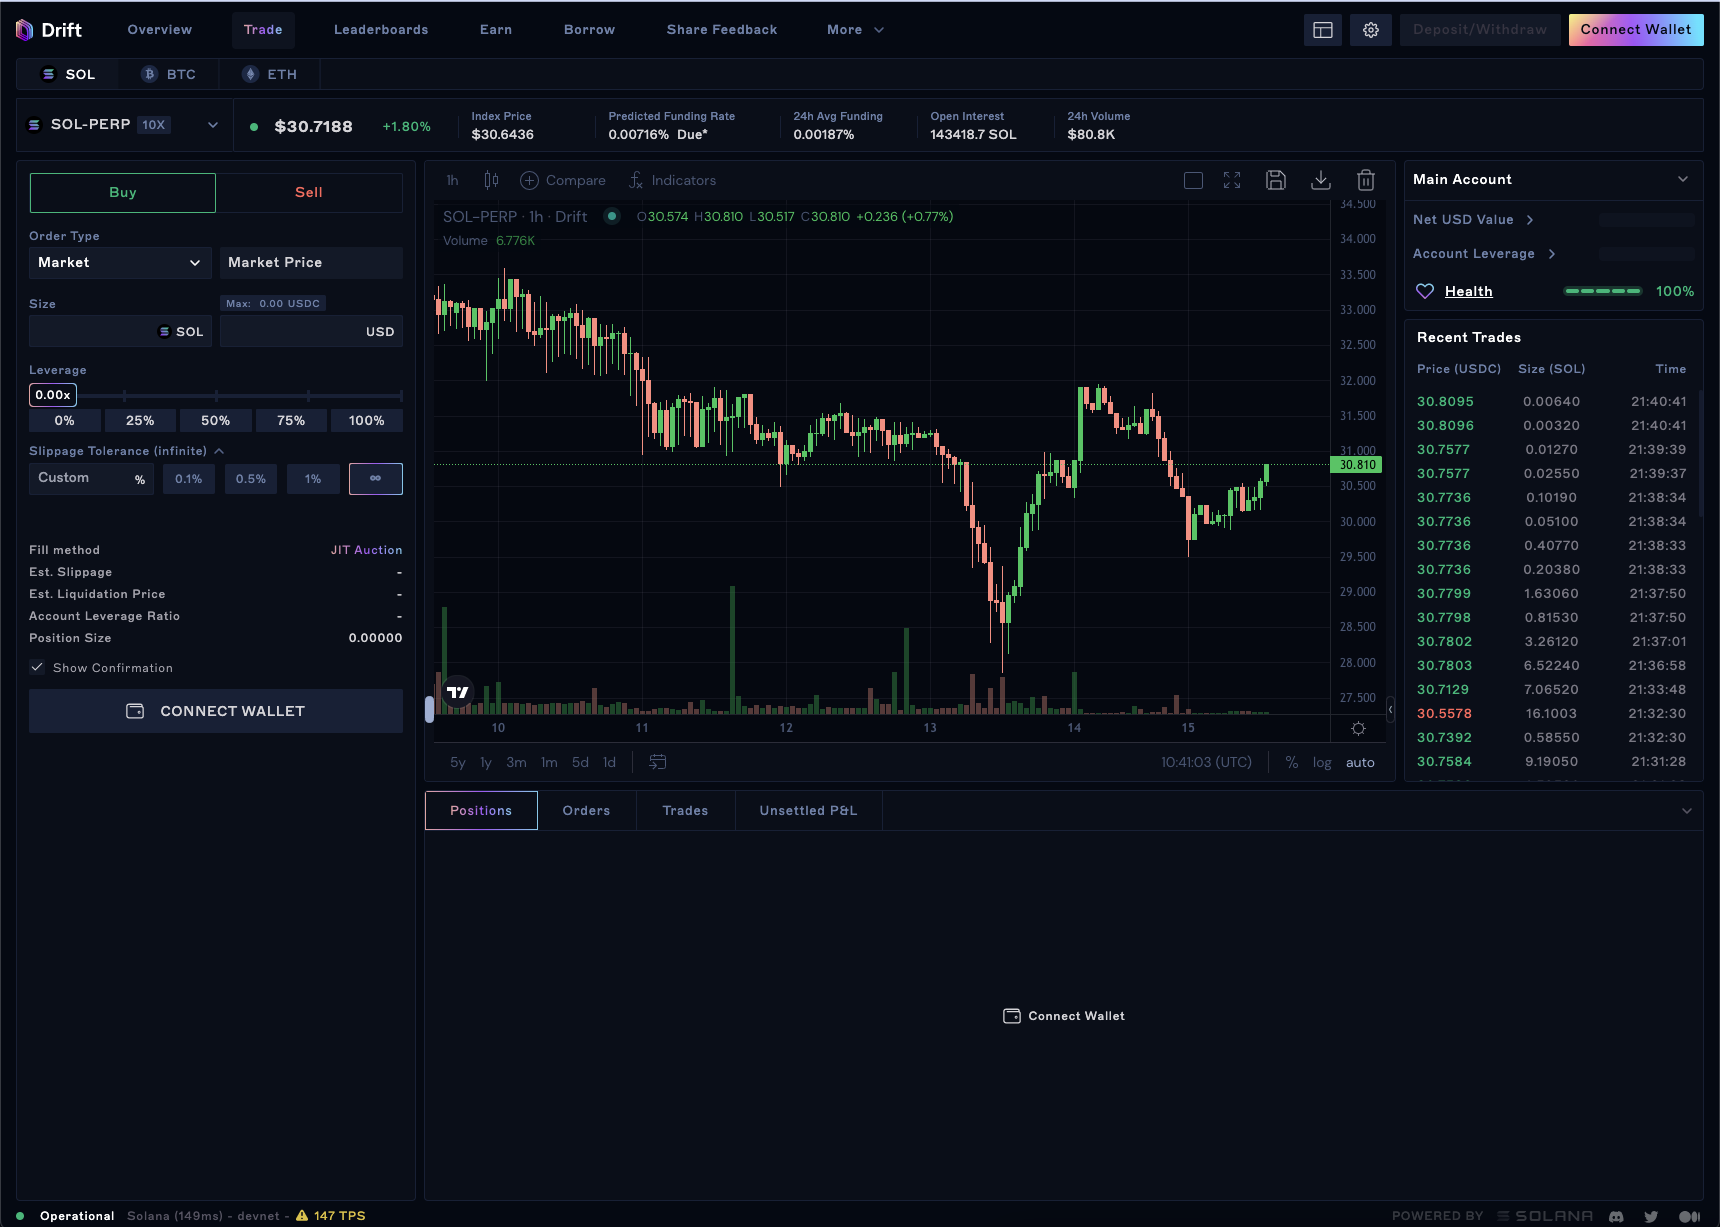 Drift
Overview
Trade
Leaderboards
Earn
Borrow
Share Feedback
More
Deposit/Withdraw
Connect Wallet
SOL
BTC
ETH
SOL-PERP 10X
$30.7188
+1.80%
Index Price
$30.6436
Predicted Funding Rate
0.00716% Due*
24h Avg Funding
0.00187%
Open Interest
143418.7 SOL
24h Volume
$80.8K
Buy
Sell
Order Type
Market
Market Price
Size
Max: 0.00 USDC
SOL
USD
Leverage
0.00x
0%
25%
50%
75%
100%
Slippage Tolerance (infinite)
Custom %
0.1%
0.5%
1%
∞
Fill method JIT Auction
Est. Slippage -
Est. Liquidation Price -
Account Leverage Ratio -
Position Size 0.00000
Show Confirmation
CONNECT WALLET
1h
Compare
Indicators
SOL-PERP · 1h · Drift O30.574 H30.810 L30.517 C30.810 +0.236 (+0.77%)
Volume 6.776K
34.500
34.000
33.500
33.000
32.500
32.000
31.500
31.000
30.810
30.500
30.000
29.500
29.000
28.500
28.000
27.500
10 11 12 13 14 15
5y 1y 3m 1m 5d 1d
10:41:03 (UTC)
% log auto
Main Account
Net USD Value
Account Leverage
Health 100%
Recent Trades
Price (USDC) Size (SOL) Time
30.8095 0.00640 21:40:41
30.8096 0.00320 21:40:41
30.7577 0.01270 21:39:39
30.7577 0.02550 21:39:37
30.7736 0.10190 21:38:34
30.7736 0.05100 21:38:34
30.7736 0.40770 21:38:33
30.7736 0.20380 21:38:33
30.7799 1.63060 21:37:50
30.7798 0.81530 21:37:50
30.7802 3.26120 21:37:01
30.7803 6.52240 21:36:58
30.7129 7.06520 21:33:48
30.5578 16.1003 21:32:30
30.7392 0.58550 21:32:30
30.7584 9.19050 21:31:28
Positions
Orders
Trades
Unsettled P&L
Connect Wallet
Operational Solana (149ms) - devnet - 147 TPS
POWERED BY SOLANA